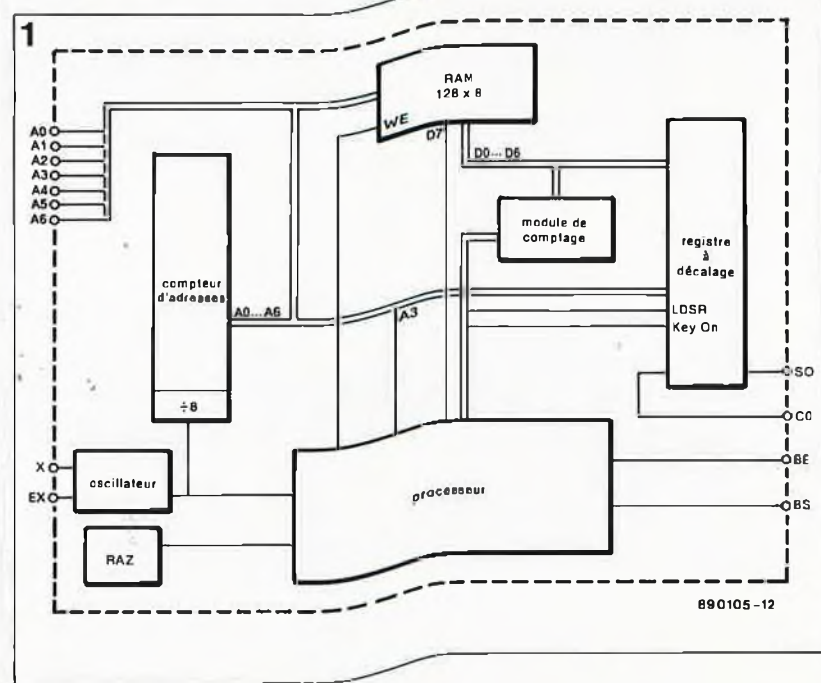 1
RAM
128 x 8
WE
D7
D0... D6
A0
A1
A2
A3
A4
A5
A6
module de
comptage
registre
à
décalage
compteur
d'adresses
A0...A6
A3
LDSR
Key On
÷8
SO
C0
BE
BS
X
EX
oscillateur
processeur
RAZ
890105-12